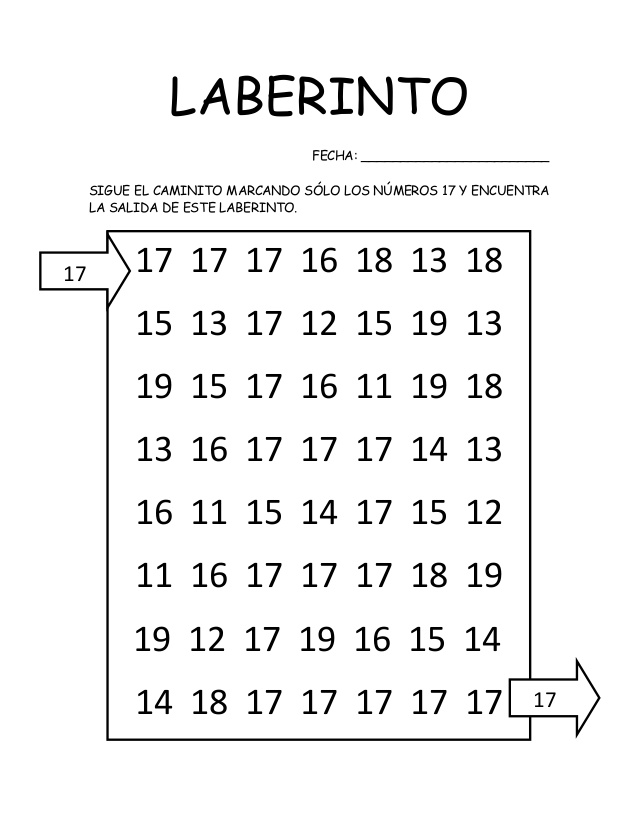 LABERINTO
FECHA: ________________________
SIGUE EL CAMINITO MARCANDO SÓLO LOS NÚMEROS 17 Y ENCUENTRA
LA SALIDA DE ESTE LABERINTO.
17
17 17 17 16 18 13 18
15 13 17 12 15 19 13
19 15 17 16 11 19 18
13 16 17 17 17 14 13
16 11 15 14 17 15 12
11 16 17 17 17 18 19
19 12 17 19 16 15 14
14 18 17 17 17 17 17
17